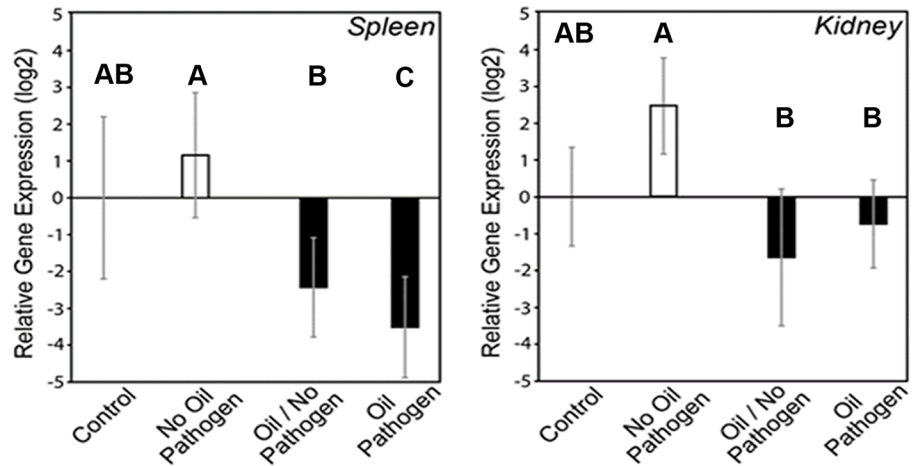 Spleen
Relative Gene Expression (log2)
5
4
3
2
1
0
-1
-2
-3
-4
-5
AB
A
B
C
Control
No Oil
Pathogen
Oil / No
Pathogen
Oil
Pathogen
Kidney
Relative Gene Expression (log2)
5
4
3
2
1
0
-1
-2
-3
-4
-5
AB
A
B
B
Control
No Oil
Pathogen
Oil / No
Pathogen
Oil
Pathogen